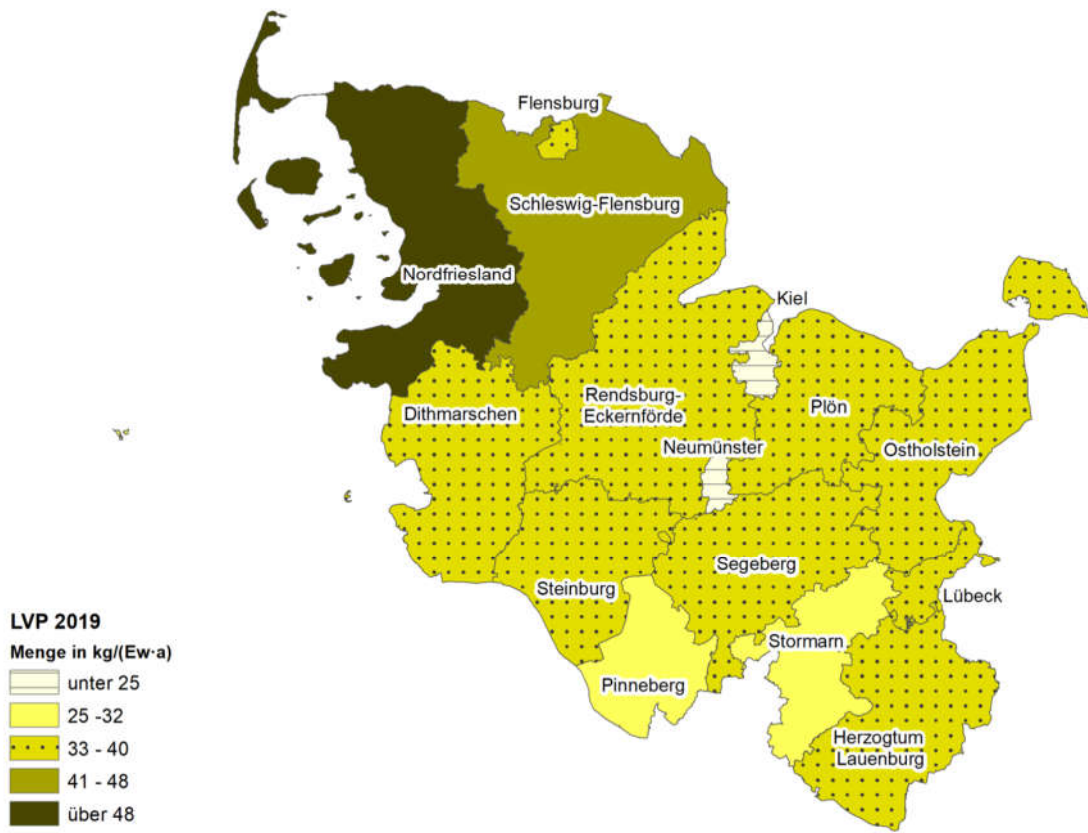 Flensburg
Schleswig-Flensburg
Nordfriesland
Kiel
Rendsburg-
Eckernförde
Plön
Dithmarschen
Neumünster
Ostholstein
Segeberg
Steinburg
Lübeck
Stormarn
Pinneberg
Herzogtum
Lauenburg
LVP 2019
Menge in kg/(Ew·a)
unter 25
25 -32
33 - 40
41 - 48
über 48